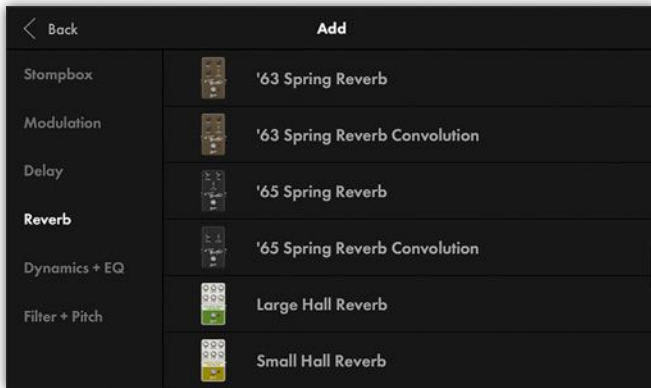 Back
Add
Stompbox
Modulation
Delay
Reverb
Dynamics + EQ
Filter + Pitch
'63 Spring Reverb
'63 Spring Reverb Convolution
'65 Spring Reverb
'65 Spring Reverb Convolution
Large Hall Reverb
Small Hall Reverb